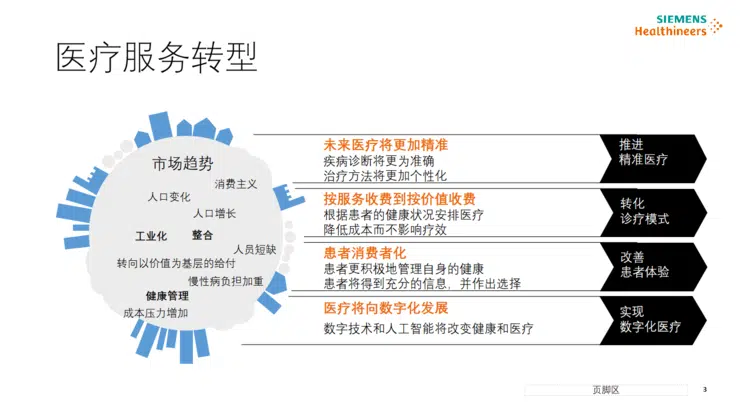 SIEMENS
Healthineers
医疗服务转型
市场趋势
消费主义
人口变化
人口增长
工业化
整合
人员短缺
转向以价值为基层的给付
慢性病负担加重
健康管理
成本压力增加
未来医疗将更加精准
疾病诊断将更为准确
治疗方法将更加个性化
推进
精准医疗
按服务收费到按价值收费
根据患者的健康状况安排医疗
降低成本而不影响疗效
转化
诊疗模式
患者消费者化
患者更积极地管理自身的健康
患者将得到充分的信息，并作出选择
改善
患者体验
医疗将向数字化发展
数字技术和人工智能将改变健康和医疗
实现
数字化医疗
页脚区
3